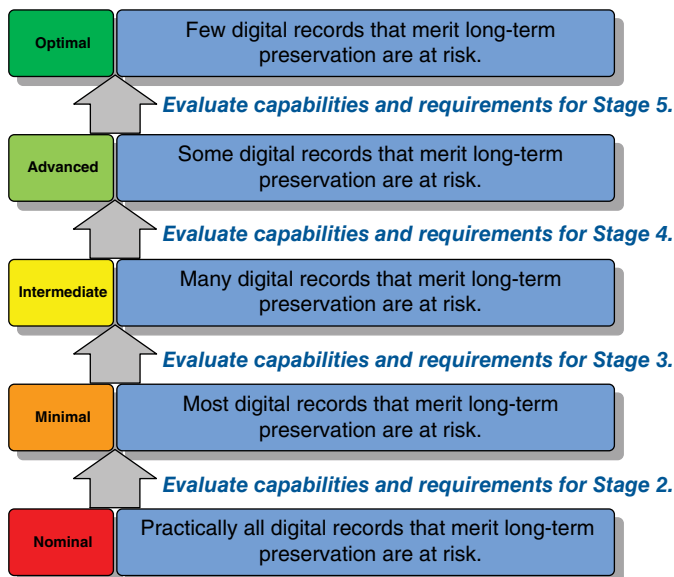 Optimal
Few digital records that merit long-term
preservation are at risk.
Evaluate capabilities and requirements for Stage 5.
Advanced
Some digital records that merit long-term
preservation are at risk.
Evaluate capabilities and requirements for Stage 4.
Intermediate
Many digital records that merit long-term
preservation are at risk.
Evaluate capabilities and requirements for Stage 3.
Minimal
Most digital records that merit long-term
preservation are at risk.
Evaluate capabilities and requirements for Stage 2.
Nominal
Practically all digital records that merit long-term
preservation are at risk.